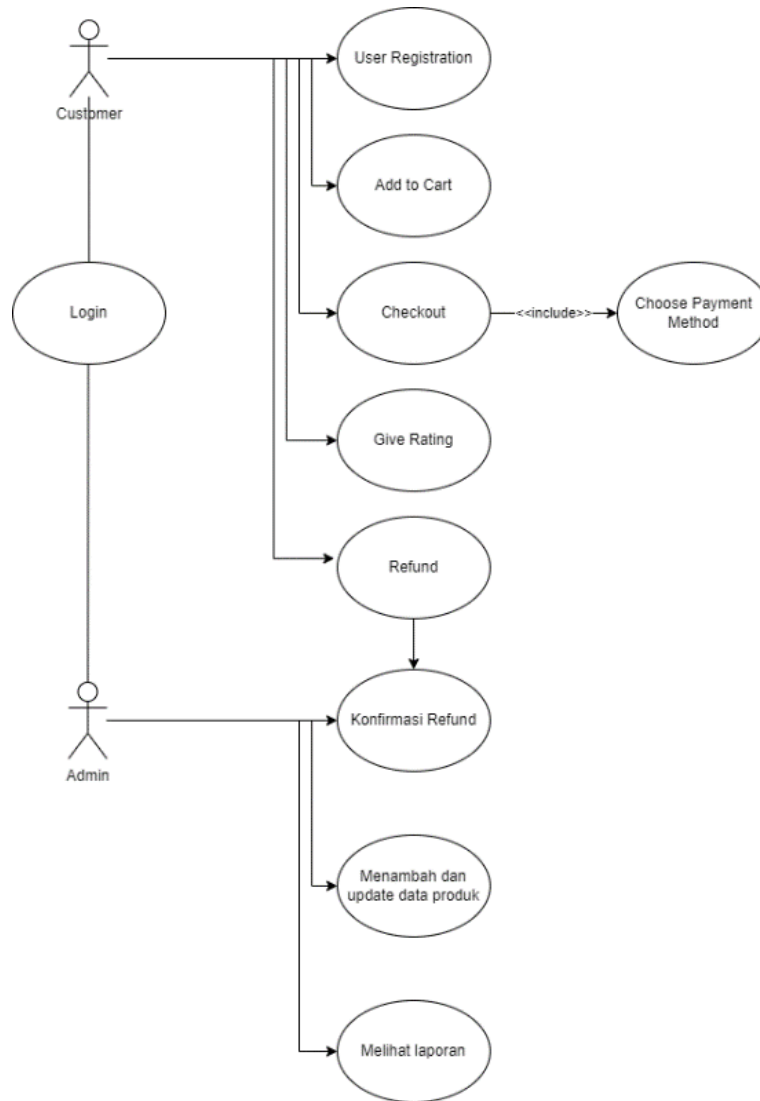 User Registration
Customer
Add to Cart
Login
Checkout
<<include>>
Choose Payment
Method
Give Rating
Refund
Konfirmasi Refund
Admin
Menambah dan
update data produk
Melihat laporan